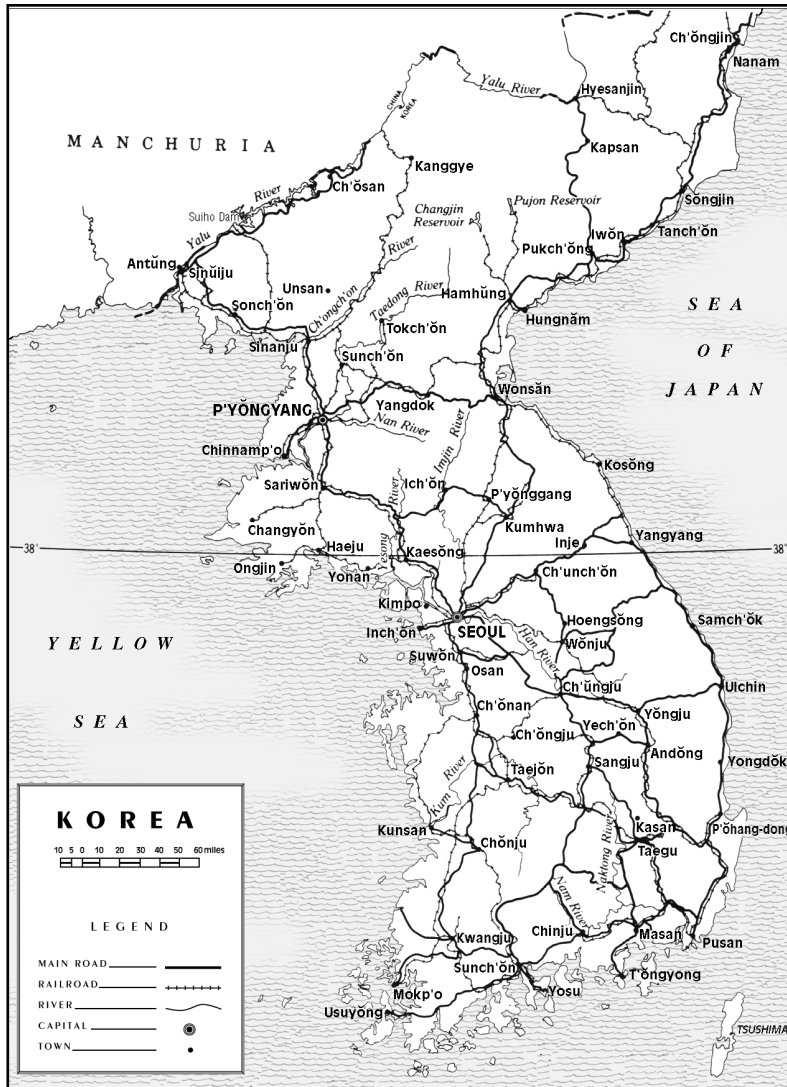 Ch'ŏngjin
Nanam
Yalu River
Hyesanjin
CHINA
KOREA
MANCHURIA
Kapsan
Kanggye
Ch'ŏsan
River
Suiho Dam
Yalu
Pujon Reservoir
Sŏngjin
Changjin
Reservoir
Iwŏn
Tanch'ŏn
Pukch'ŏng
River
Antŭng
Sinŭiju
Unsan
Ch'ongch'on
Taedong
River
Hamhŭng
Sonch'ŏn
Hungnăm
Tokch'ŏn
SEA
OF
JAPAN
Sinanju
Sunch'ŏn
Wonsăn
P'YŎNGYANG
Yangdok
Nan River
Imjin River
Chinnamp'o
Kosŏng
Sariwŏn
Ich'ŏn
River
P'yŏnggang
Changyŏn
Kumhwa
Yangyang
38°
38°
Haeju
Yesong
Kaesŏng
Inje
Ongjin
Yonan
Ch'unch'ŏn
Kimpo
Hoengsŏng
Samch'ŏk
YELLOW
SEA
Inch'ŏn
SEOUL
Han River
Wŏnju
Suwŏn
Osan
Ch'ŭngju
Ulchin
Ch'ŏnan
Yŏngju
Yech'ŏn
Ch'ŏngju
Andŏng
Sangju
Yongdŏk
Kum River
Taejŏn
KOREA
10 5 0 10 20 30 40 50 60 miles
Kunsan
Kasan
P'ŏhang-dong
Chŏnju
Naktong River
Taegu
Nam River
LEGEND
Kwangju
Chinju
Masan
Pusan
MAIN ROAD
Sunch'ŏn
RAILROAD
T'ŏngyong
RIVER
Mokp'o
Yosu
Usuyŏng
CAPITAL
TSUSHIMA
TOWN